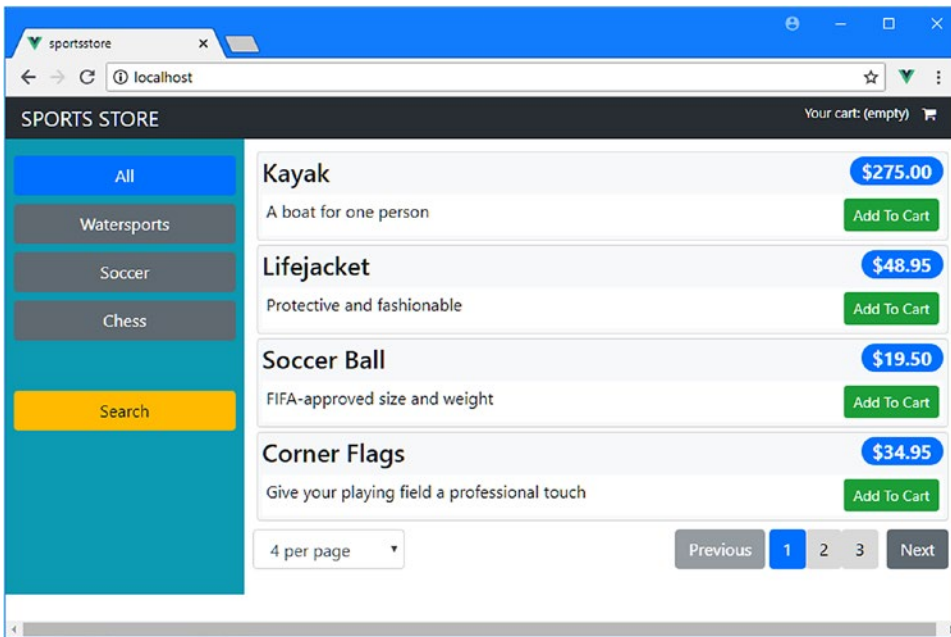 sportsstore
localhost
SPORTS STORE
Your cart: (empty)
All
Watersports
Soccer
Chess
Search
Kayak
$275.00
A boat for one person
Add To Cart
Lifejacket
$48.95
Protective and fashionable
Add To Cart
Soccer Ball
$19.50
FIFA-approved size and weight
Add To Cart
Corner Flags
$34.95
Give your playing field a professional touch
Add To Cart
4 per page
Previous 1 2 3 Next